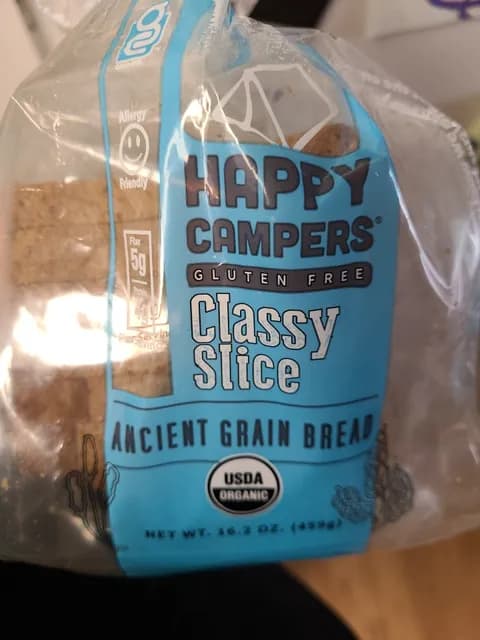 Allergy
Friendly
5g
HAPPY
CAMPERS®
GLUTEN FREE
Classy
Slice
ANCIENT GRAIN BREAD
USDA
ORGANIC
NET WT. 16.2 OZ. (459g)